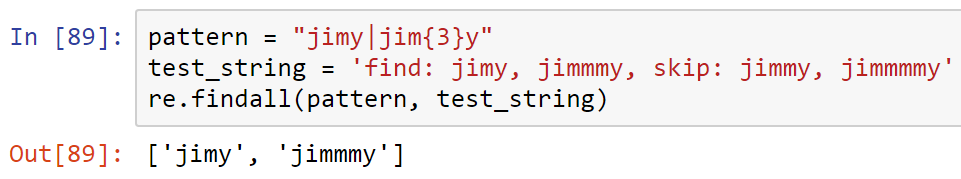 In [89]: pattern = "jimy|jim{3}y"
test_string = 'find: jimy, jimmmy, skip: jimmy, jimmmmy'
re.findall(pattern, test_string)
Out[89]: ['jimy', 'jimmmy']